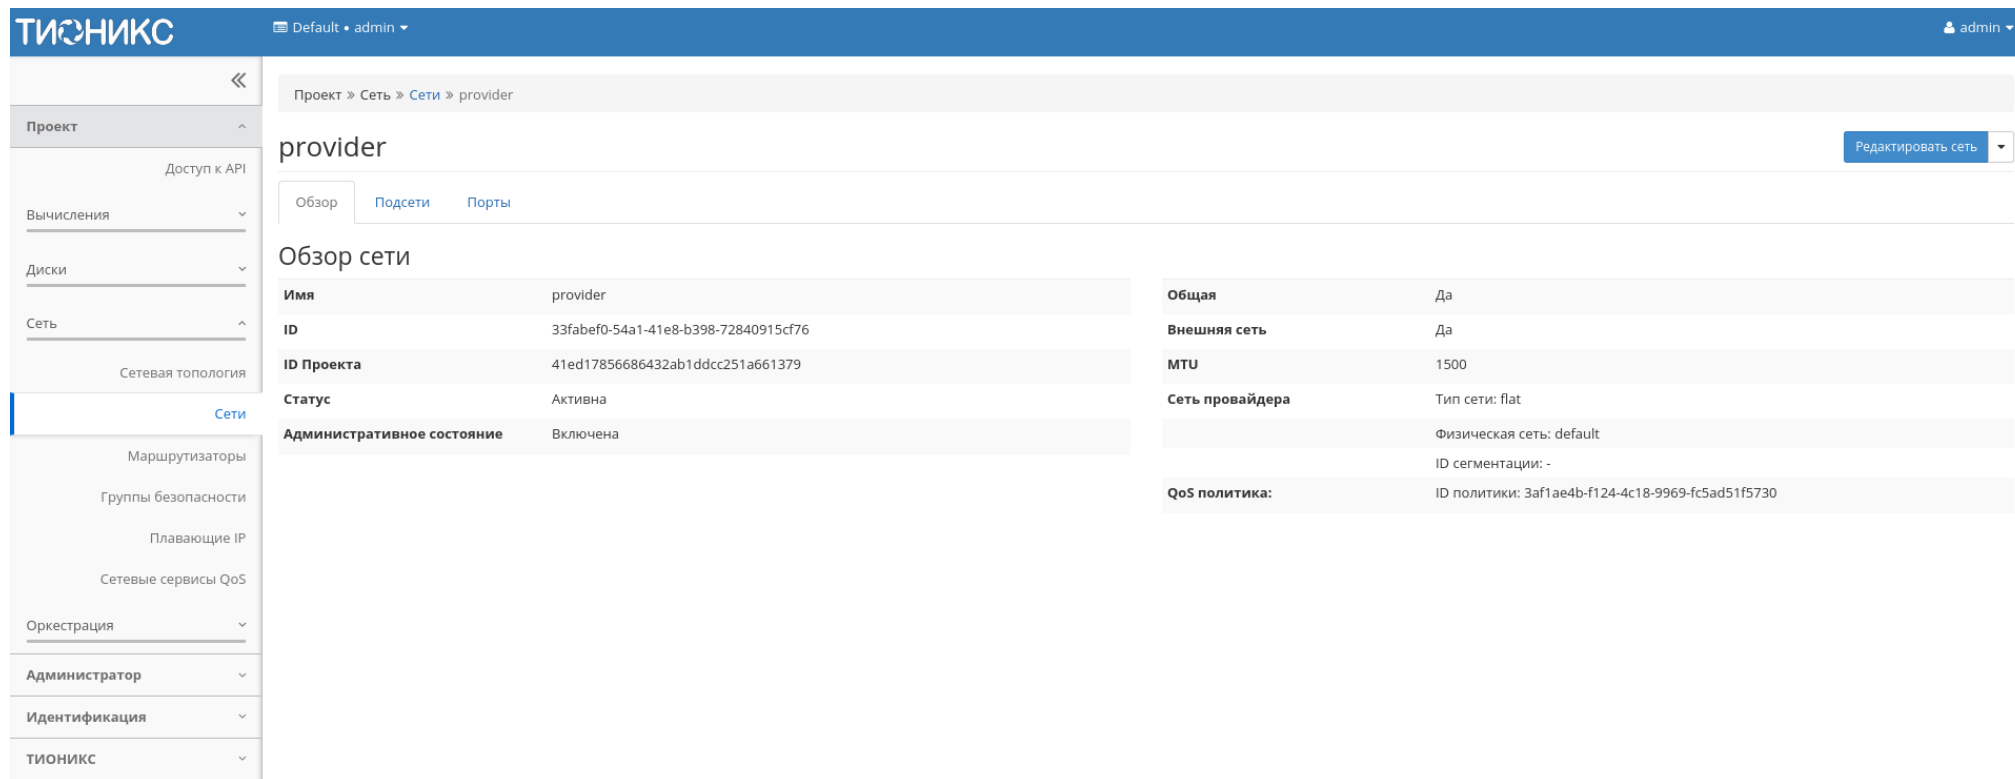 ТИОНИКС
Default • admin
admin
Проект
Доступ к API
Вычисления
Диски
Сеть
Сетевая топология
Сети
Маршрутизаторы
Группы безопасности
Плавающие IP
Сетевые сервисы QoS
Оркестрация
Администратор
Идентификация
ТИОНИКС
Проект » Сеть » Сети » provider
provider
Редактировать сеть
Обзор Подсети Порты
Обзор сети
Имя provider
ID 33fabef0-54a1-41e8-b398-72840915cf76
ID Проекта 41ed17856686432ab1ddcc251a661379
Статус Активна
Административное состояние Включена
Общая Да
Внешняя сеть Да
MTU 1500
Сеть провайдера Тип сети: flat
Физическая сеть: default
ID сегментации: -
QoS политика: ID политики: 3af1ae4b-f124-4c18-9969-fc5ad51f5730